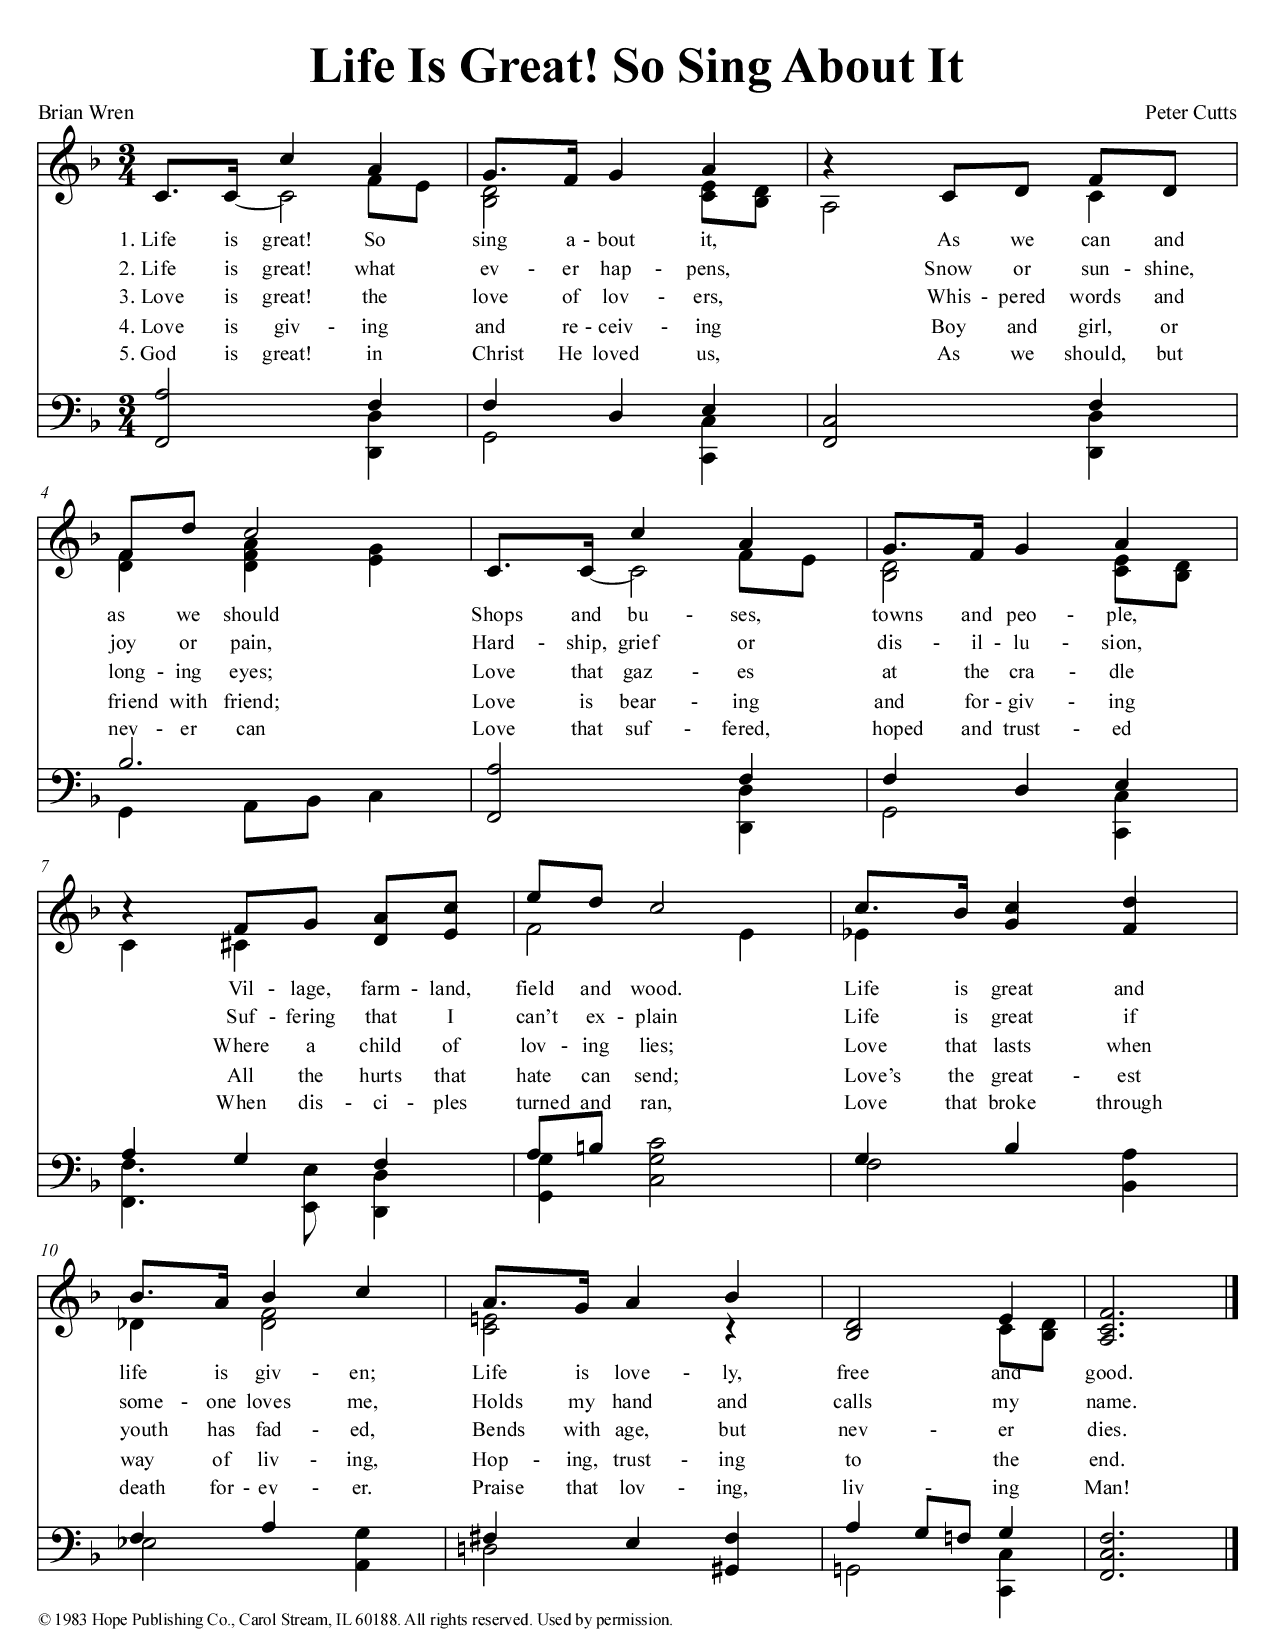 Life Is Great! So Sing About It
Brian Wren Peter Cutts
3 4
1. Life is great! So sing a - bout it, As we can and
2. Life is great! what ev - er hap - pens, Snow or sun - shine,
3. Love is great! the love of lov - ers, Whis - pered words and
4. Love is giv - ing and re - ceiv - ing Boy and girl, or
5. God is great! in Christ He loved us, As we should, but
3 4
4
as we should Shops and bu - ses, towns and peo - ple,
joy or pain, Hard - ship, grief or dis - il - lu - sion,
long - ing eyes; Love that gaz - es at the cra - dle
friend with friend; Love is bear - ing and for - giv - ing
nev - er can Love that suf - fered, hoped and trust - ed
7
Vil - lage, farm - land, field and wood. Life is great and
Suf - fering that I can’t ex - plain Life is great if
Where a child of lov - ing lies; Love that lasts when
All the hurts that hate can send; Love’s the great - est
When dis - ci - ples turned and ran, Love that broke through
10
life is giv - en; Life is love - ly, free and good.
some - one loves me, Holds my hand and calls my name.
youth has fad - ed, Bends with age, but nev - er dies.
way of liv - ing, Hop - ing, trust - ing to the end.
death for - ev - er. Praise that lov - ing, liv - ing Man!
© 1983 Hope Publishing Co., Carol Stream, IL 60188. All rights reserved. Used by permission.